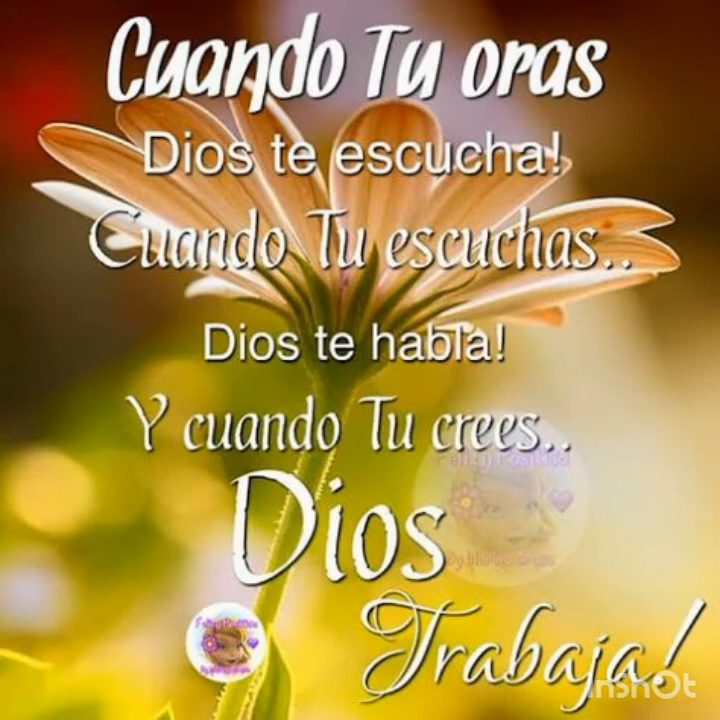 Cuando Tu oras
Dios te escucha!
Cuando Tu escuchas..
Dios te habla!
Y cuando Tu crees..
Dios
Trabaja!
InShOt